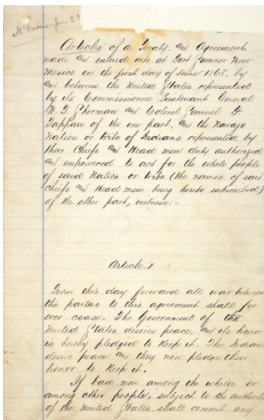 Articles of a Treaty and Agreement
made and entered into at Fort Sumner New
Mexico on the first day of June 1868, by
and between the United States represented
by its Commissioners Lieutenant General
W. T. Sherman and Colonel Samuel F.
Tappan of the one part, and the Navajo
Nation or tribe of Indians represented by
their Chiefs and Head men duly authorized
and empowered to act for the whole people
of said Nation or tribe (the names of said
Chiefs and Head men being hereto subscribed)
of the other part, witness:-
Article. 1
From this day forward all war between
the parties to this agreement shall for
ever cease. The Government of the
United States desires peace, and its honor
is hereby pledged to keep it. The Indians
desire peace and they now pledge their
honor to keep it.
If bad men among the whites or
among other people, subject to the authority
of the United States shall commit any